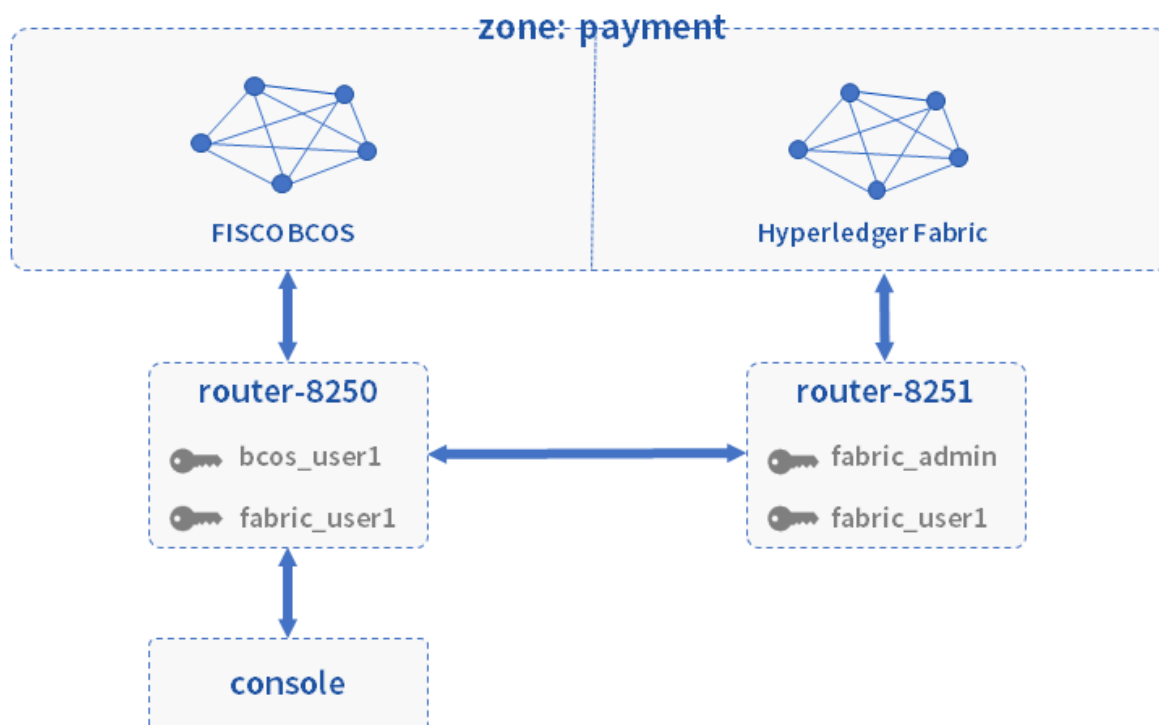 zone: payment
FISCO BCOS
Hyperledger Fabric
router-8250
bcos_user1
fabric_user1
router-8251
fabric_admin
fabric_user1
console